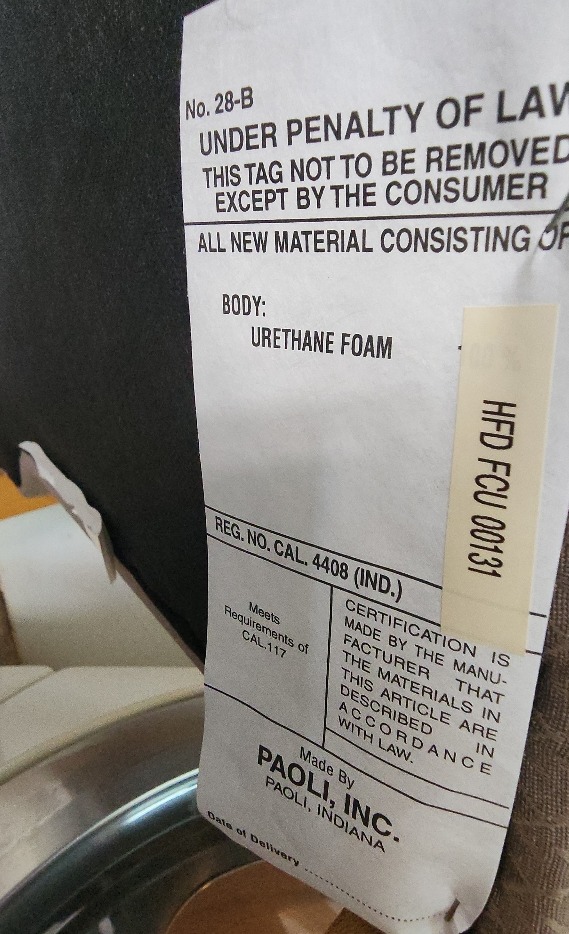 No. 28-B
UNDER PENALTY OF LAW
THIS TAG NOT TO BE REMOVED
EXCEPT BY THE CONSUMER
ALL NEW MATERIAL CONSISTING OF
BODY:
URETHANE FOAM
HFD FCU 00131
REG. NO. CAL. 4408 (IND.)
Meets
Requirements of
CAL.117
CERTIFICATION IS
MADE BY THE MANU-
FACTURER THAT
THE MATERIALS IN
THIS ARTICLE ARE
DESCRIBED IN
ACCORDANCE
WITH LAW.
Made By
PAOLI, INC.
PAOLI, INDIANA
Date of Delivery